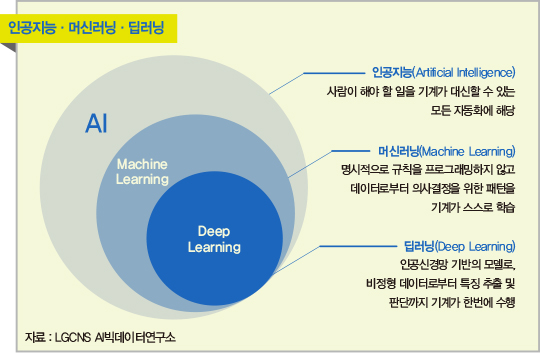 인공지능 · 머신러닝 · 딥러닝
AI
Machine
Learning
Deep
Learning
인공지능(Artificial Intelligence)
사람이 해야 할 일을 기계가 대신할 수 있는
모든 자동화에 해당
머신러닝(Machine Learning)
명시적으로 규칙을 프로그래밍하지 않고
데이터로부터 의사결정을 위한 패턴을
기계가 스스로 학습
딥러닝(Deep Learning)
인공신경망 기반의 모델로,
비정형 데이터로부터 특징 추출 및
판단까지 기계가 한번에 수행
자료 : LGCNS AI빅데이터연구소